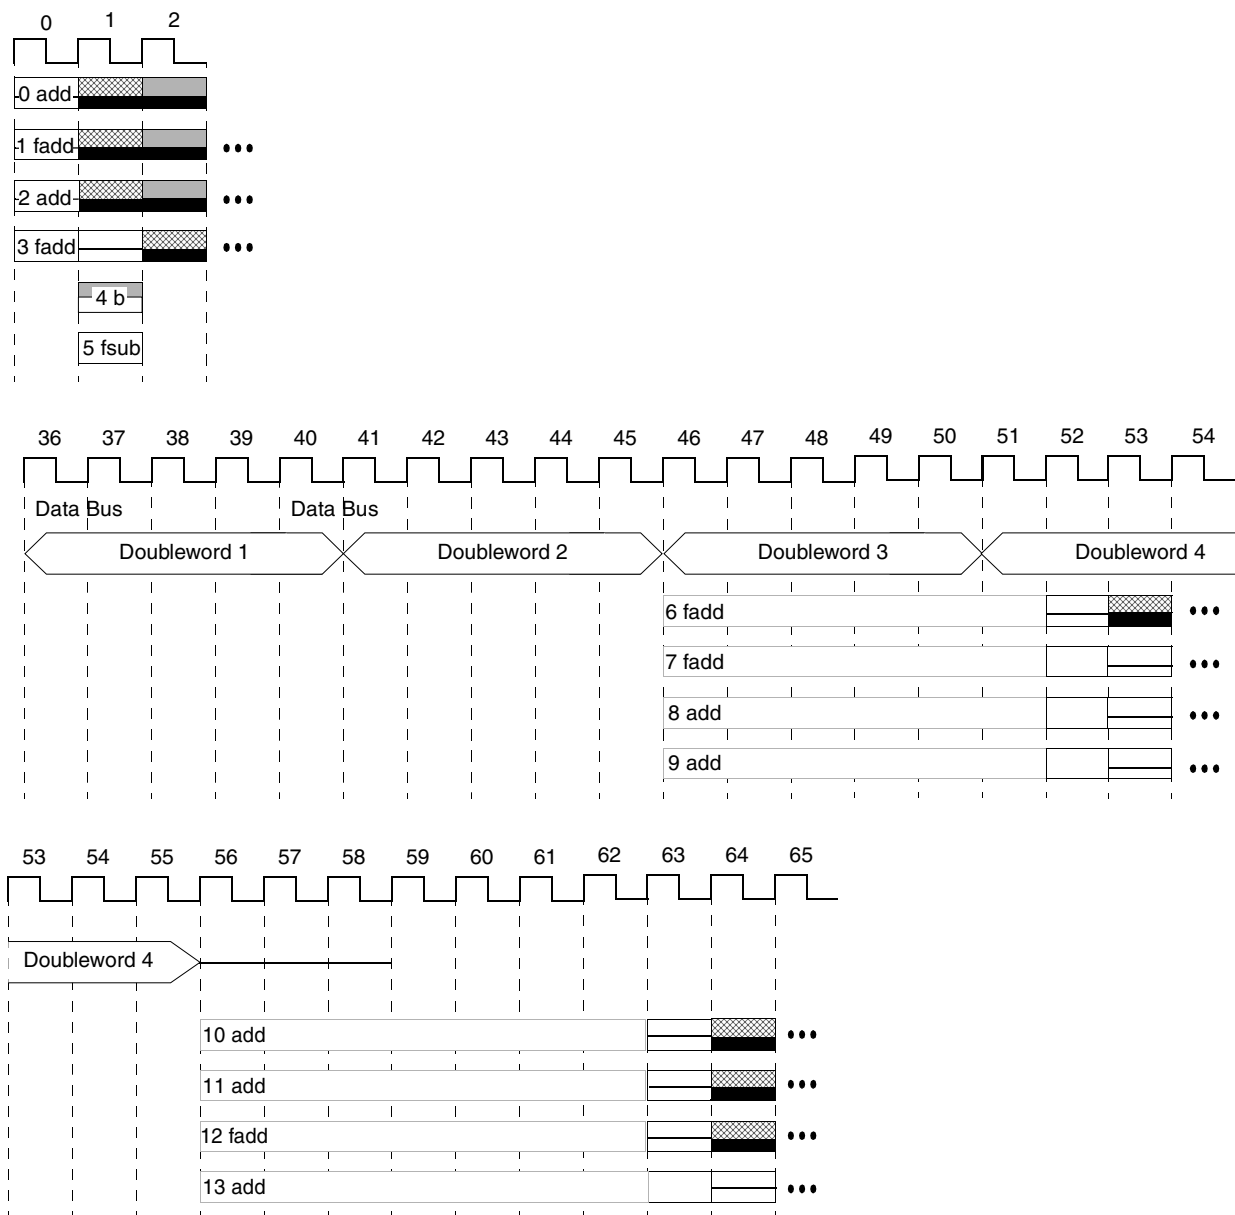 0 1 2
0 add
1 fadd
2 add
3 fadd
4 b
5 fsub
36 37 38 39 40 41 42 43 44 45 46 47 48 49 50 51 52 53 54
Data Bus Data Bus
Doubleword 1 Doubleword 2 Doubleword 3 Doubleword 4
6 fadd
7 fadd
8 add
9 add
53 54 55 56 57 58 59 60 61 62 63 64 65
Doubleword 4
10 add
11 add
12 fadd
13 add